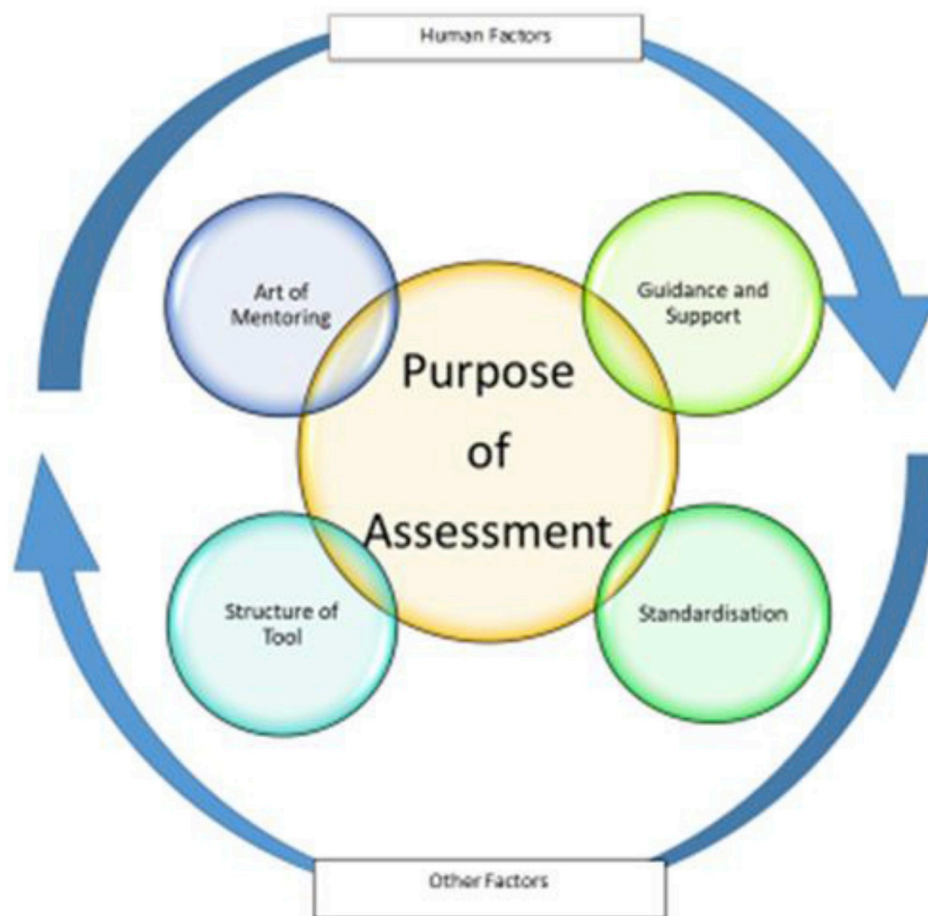 Human Factors
Art of
Mentoring
Guidance and
Support
Purpose
of
Assessment
Structure of
Tool
Standardisation
Other Factors